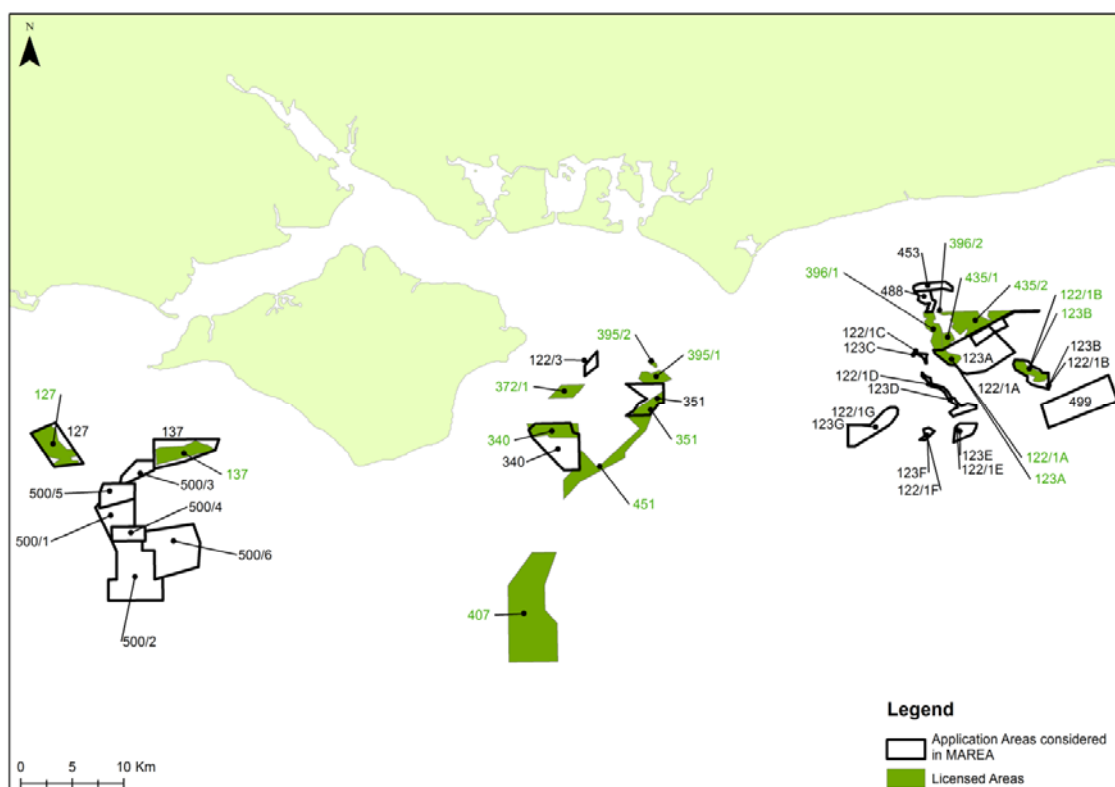 N
396/2
453
396/1
488
435/1
435/2
122/1B
123B
122/1C
123C
123A
123B
122/1B
122/1D
123D
122/1A
499
122/1G
123G
123E
122/1E
123F
122/1F
122/1A
123A
395/2
122/3
395/1
372/1
351
351
340
340
451
407
127
127
137
137
500/3
500/5
500/4
500/1
500/6
500/2
Legend
Application Areas considered
in MAREA
Licensed Areas
0 5 10 Km